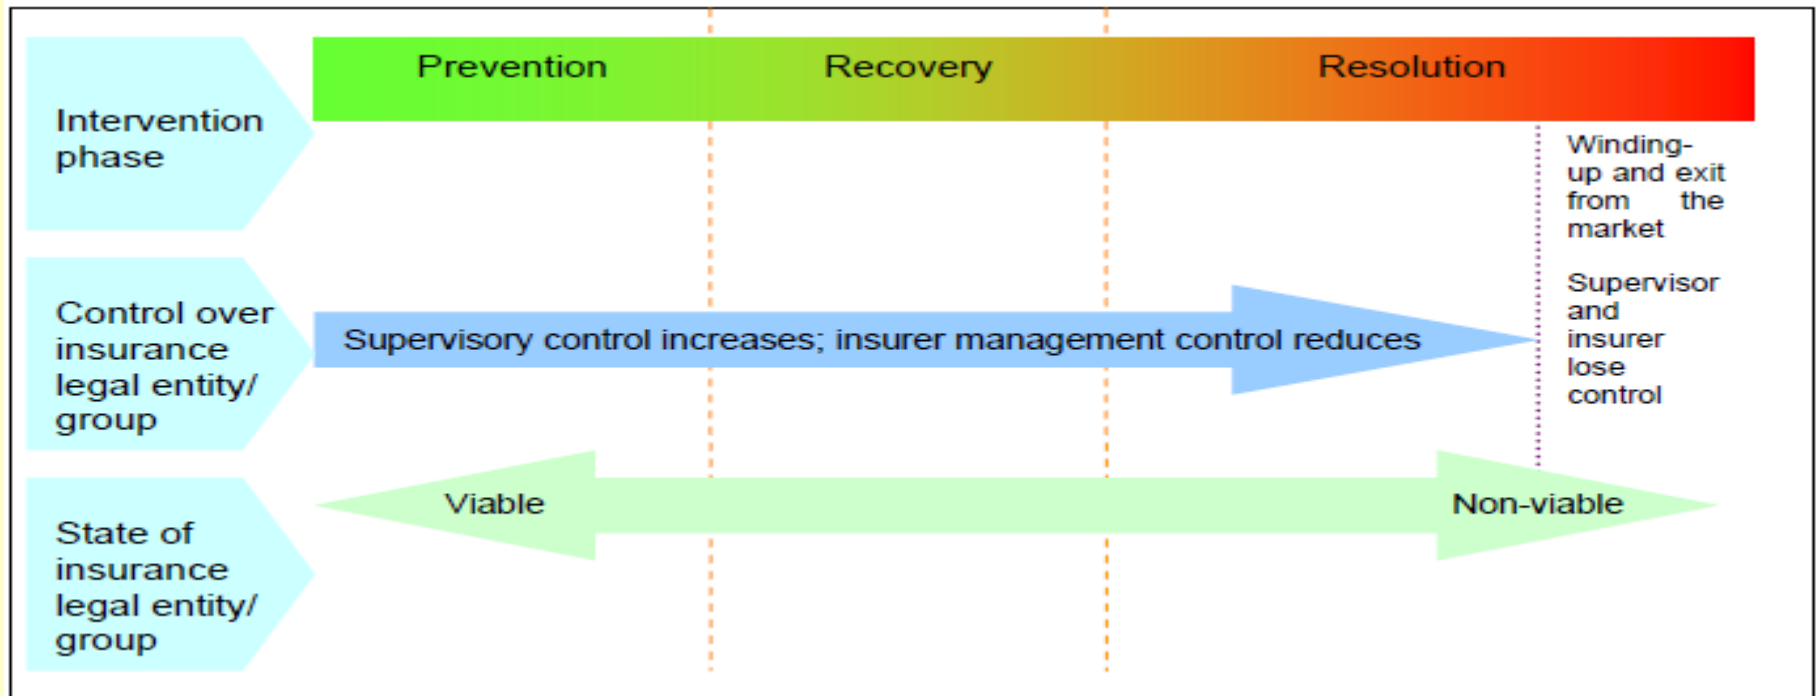 Prevention
Recovery
Resolution
Intervention
phase
Winding-
up and exit
from the
market
Control over
insurance
legal entity/
group
Supervisory control increases; insurer management control reduces
Supervisor
and
insurer
lose
control
State of
insurance
legal entity/
group
Viable
Non-viable